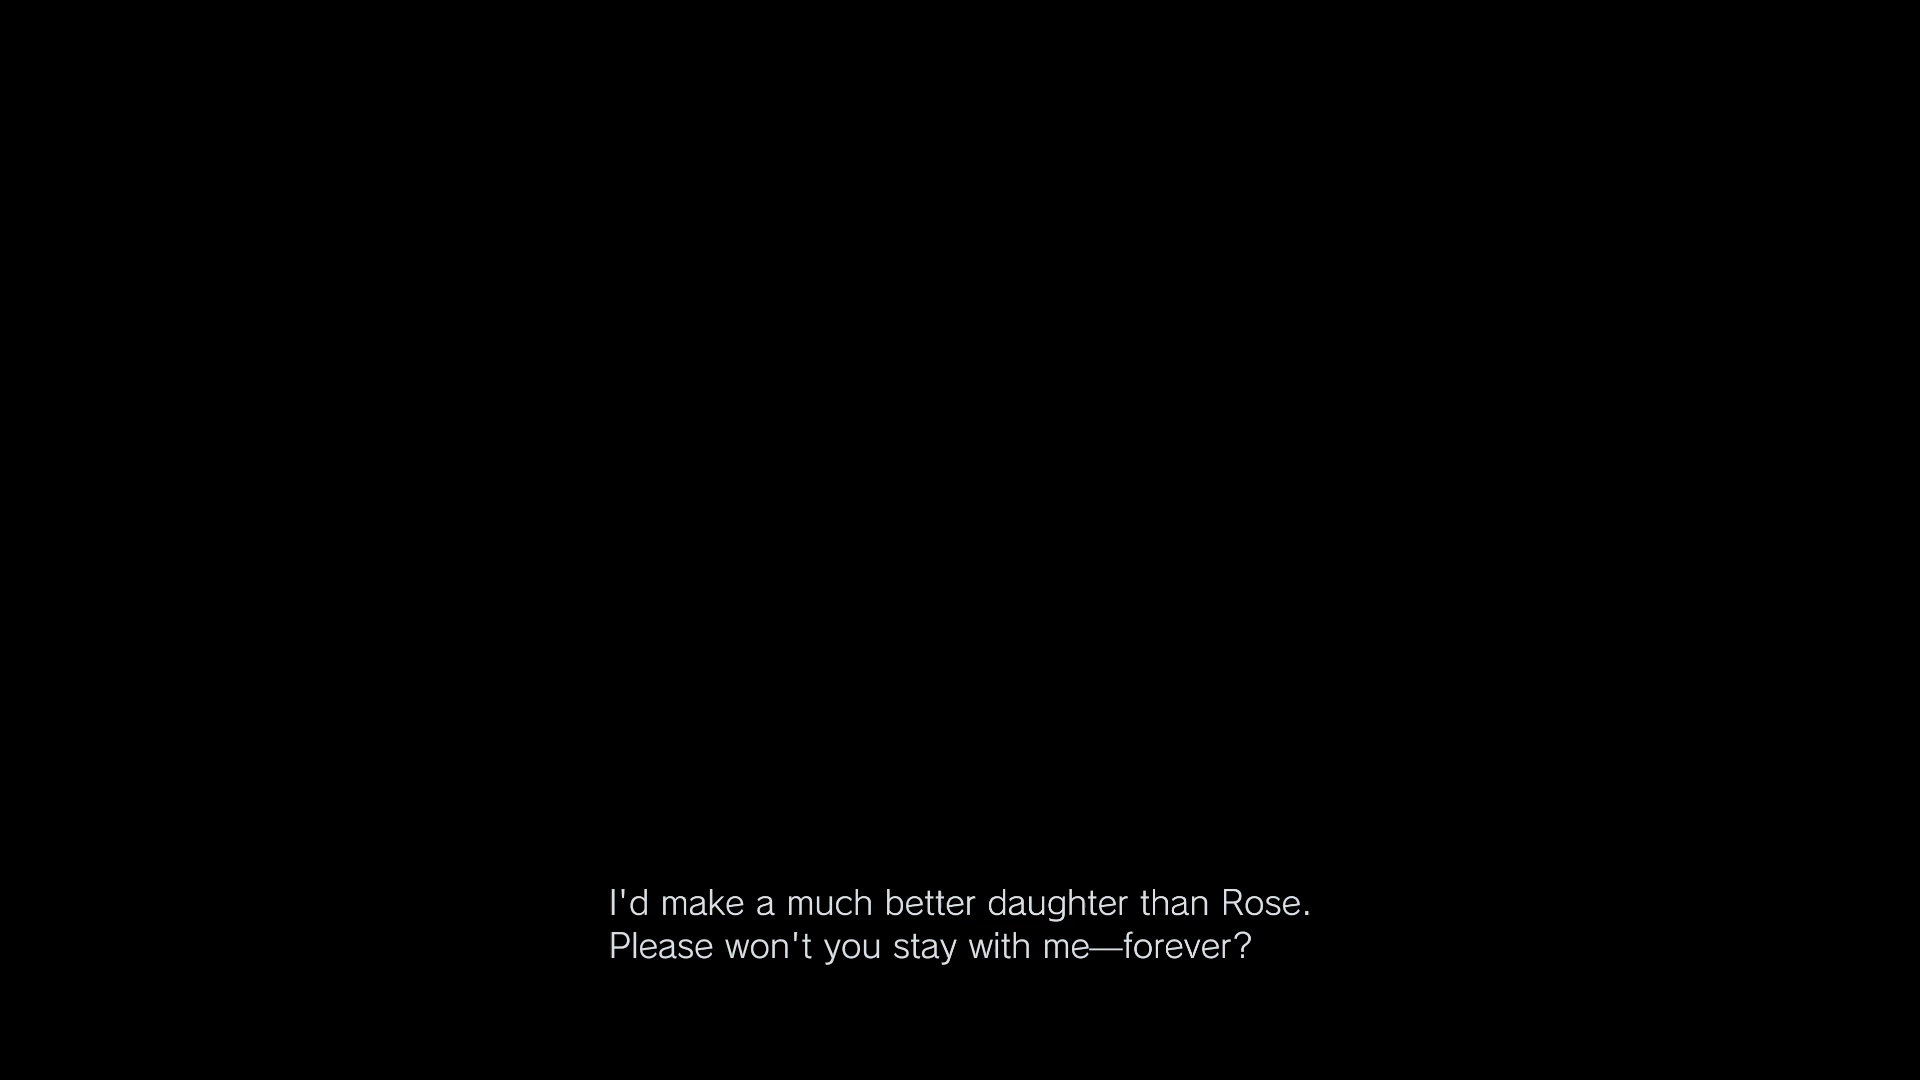 I'd make a much better daughter than Rose.
Please won't you stay with me—forever?